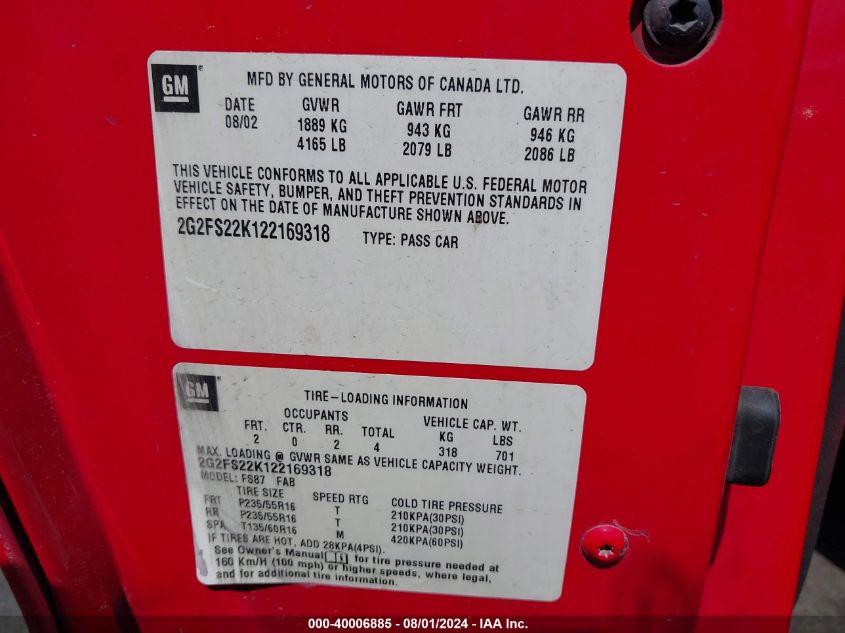 GM
MFD BY GENERAL MOTORS OF CANADA LTD.
DATE GVWR GAWR FRT GAWR RR
08/02 1889 KG 943 KG 946 KG
4165 LB 2079 LB 2086 LB
THIS VEHICLE CONFORMS TO ALL APPLICABLE U.S. FEDERAL MOTOR
VEHICLE SAFETY, BUMPER, AND THEFT PREVENTION STANDARDS IN
EFFECT ON THE DATE OF MANUFACTURE SHOWN ABOVE.
2G2FS22K122169318 TYPE: PASS CAR
GM
TIRE-LOADING INFORMATION
OCCUPANTS VEHICLE CAP. WT.
FRT. CTR. RR. TOTAL KG LBS
2 0 2 4 318 701
MAX. LOADING @ GVWR SAME AS VEHICLE CAPACITY WEIGHT.
2G2FS22K122169318
MODEL: FS87 FAB
TIRE SIZE SPEED RTG COLD TIRE PRESSURE
FRT P235/55R16 T 210KPA(30PSI)
RR P235/55R16 T 210KPA(30PSI)
SPA T135/60R16 M 420KPA(60PSI)
IF TIRES ARE HOT, ADD 28KPA(4PSI).
See Owner's Manual for tire pressure needed at
160 Km/H (100 mph) or higher speeds, where legal,
and for additional tire information.
000-40006885 - 08/01/2024 - IAA Inc.